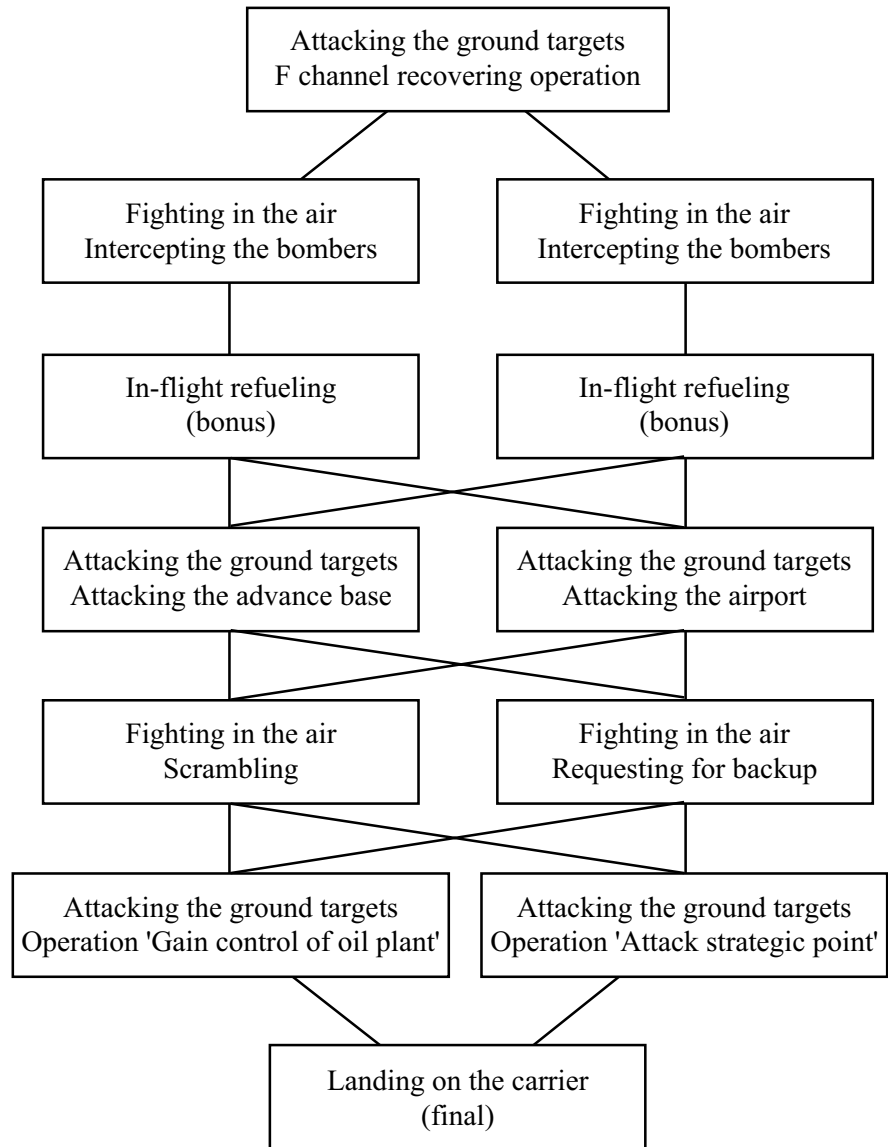 Attacking the ground targets
F channel recovering operation
Fighting in the air
Intercepting the bombers
Fighting in the air
Intercepting the bombers
In-flight refueling
(bonus)
In-flight refueling
(bonus)
Attacking the ground targets
Attacking the advance base
Attacking the ground targets
Attacking the airport
Fighting in the air
Scrambling
Fighting in the air
Requesting for backup
Attacking the ground targets
Operation 'Gain control of oil plant'
Attacking the ground targets
Operation 'Attack strategic point'
Landing on the carrier
(final)